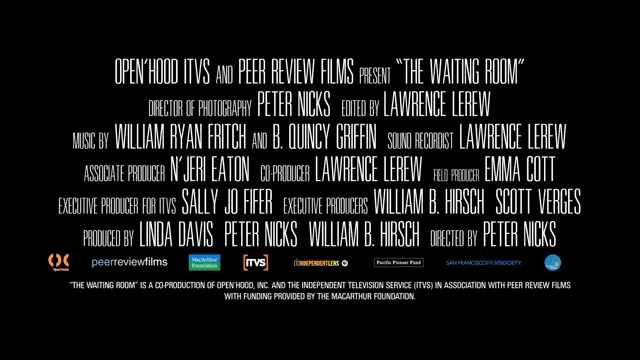 OPEN'HOOD ITVS AND PEER REVIEW FILMS PRESENT "THE WAITING ROOM"
DIRECTOR OF PHOTOGRAPHY PETER NICKS EDITED BY LAWRENCE LEREW
MUSIC BY WILLIAM RYAN FRITCH AND B. QUINCY GRIFFIN SOUND RECORDIST LAWRENCE LEREW
ASSOCIATE PRODUCER N'JERI EATON CO-PRODUCER LAWRENCE LEREW FIELD PRODUCER EMMA COTT
EXECUTIVE PRODUCER FOR ITVS SALLY JO FIFER EXECUTIVE PRODUCERS WILLIAM B. HIRSCH SCOTT VERGES
PRODUCED BY LINDA DAVIS PETER NICKS WILLIAM B. HIRSCH DIRECTED BY PETER NICKS
Open'hood peerreviewfilms MacArthur Foundation ITVS INDEPENDENTLENS Pacific Pioneer Fund SAN FRANCISCO FILM SOCIETY
"THE WAITING ROOM" IS A CO-PRODUCTION OF OPEN'HOOD, INC. AND THE INDEPENDENT TELEVISION SERVICE (ITVS) IN ASSOCIATION WITH PEER REVIEW FILMS
WITH FUNDING PROVIDED BY THE MACARTHUR FOUNDATION.